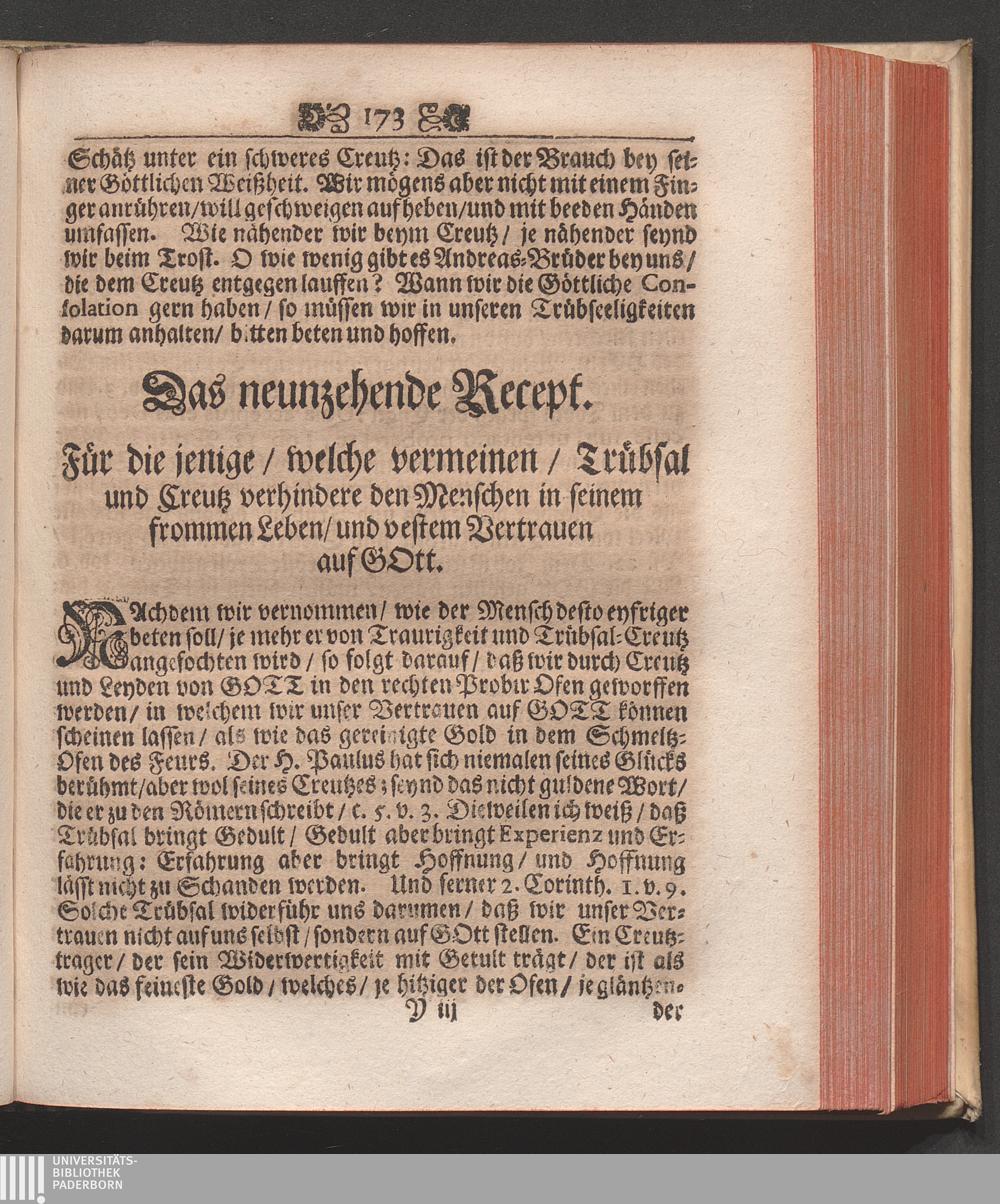 173
Schätz unter ein schweres Creutz: Das ist der Brauch bey sei-
ner Göttlichen Weißheit. Wir mögens aber nicht mit einem Fin-
ger anrühren/ will geschweigen auf heben/ und mit beeden Händen
umfassen. Wie nähender wir beym Creutz/ je nähender seynd
wir beim Trost. O wie wenig gibt es Andreas-Brüder bey uns/
die dem Creutz entgegen lauffen? Wann wir die Göttliche Con-
solation gern haben/ so müssen wir in unseren Trübseeligkeiten
darum anhalten/ bitten beten und hoffen.
Das neunzehende Recept.
Für die jenige / welche vermeinen / Trübsal
und Creutz verhindere den Menschen in seinem
frommen Leben/ und vestem Vertrauen
auf GOtt.
NAchdem wir vernommen/ wie der Mensch desto eyfriger
beten soll/ je mehr er von Traurigkeit und Trübsal-Creutz
angefochten wird / so folgt darauf/ daß wir durch Creutz
und Leyden von GOTT in den rechten Probir Ofen geworffen
werden/ in welchem wir unser Vertrauen auf GOTT können
scheinen lassen/ als wie das gereinigte Gold in dem Schmeltz-
Ofen des Feurs. Der H. Paulus hat sich niemalen seines Glücks
berühmt/ aber wol seines Creutzes; seynd das nicht guldene Wort/
die er zu den Römern schreibt/ c. 5. v. 3. Dieweilen ich weiß/ daß
Trübsal bringt Gedult/ Gedult aber bringt Experienz und Er-
fahrung: Erfahrung aber bringt Hoffnung/ und Hoffnung
lässt nicht zu Schanden werden. Und ferner 2. Corinth. 1. v. 9.
Solche Trübsal widerführ uns darumen/ daß wir unser Ver-
trauen nicht auf uns selbst/ sondern auf GOtt stellen. Ein Creutz-
trager/ der sein Widerwertigkeit mit Getult trägt/ der ist als
wie das feineste Gold/ welches/ je hitziger der Ofen/ je gläntzen-
Y iij der
UNIVERSITÄTS-
BIBLIOTHEK
PADERBORN